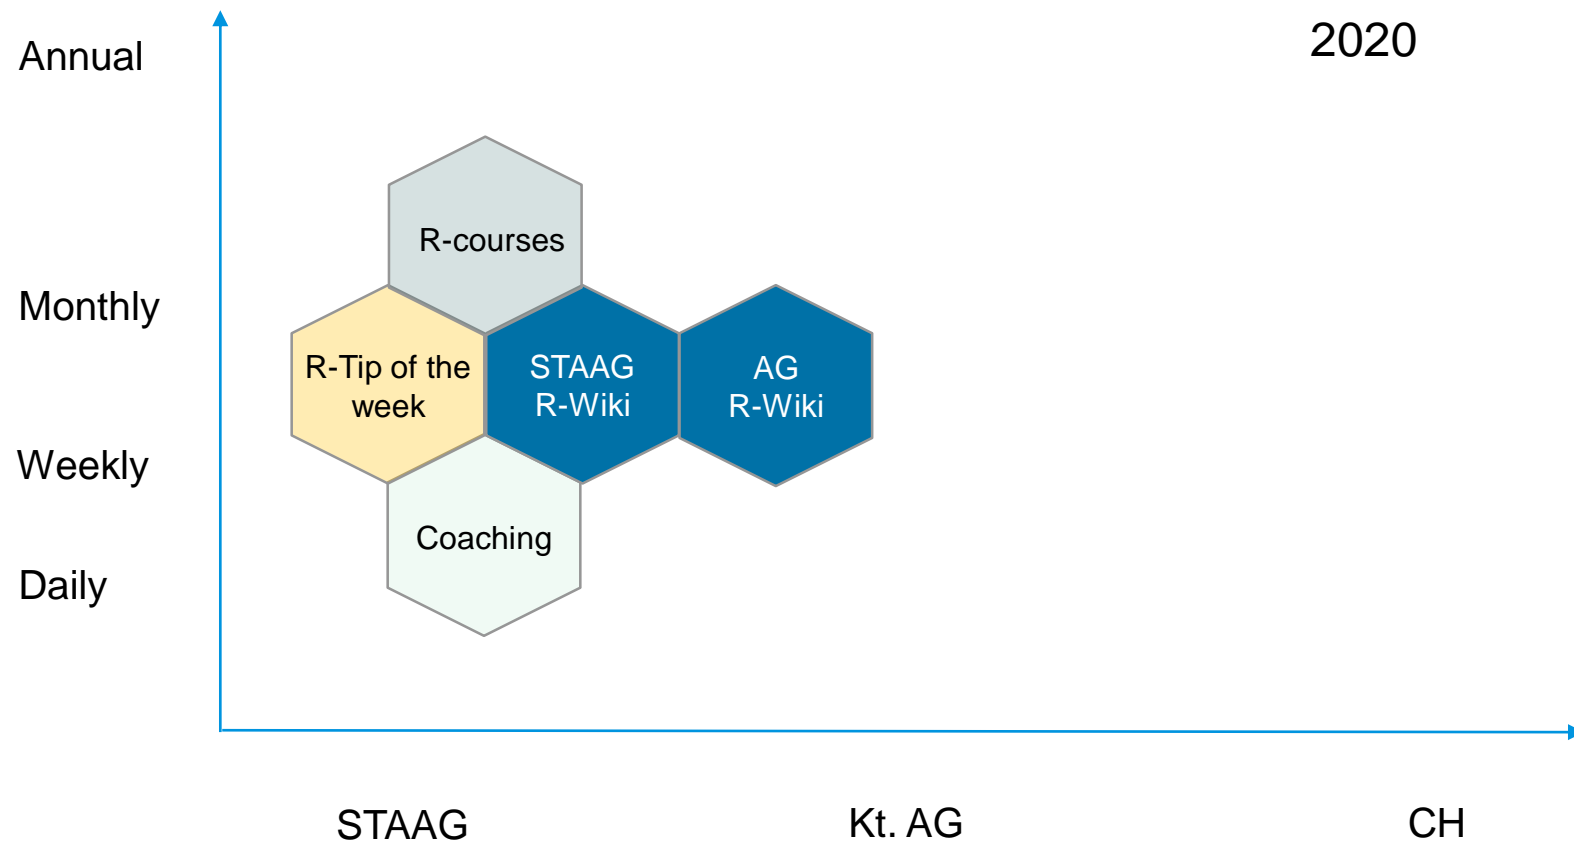 2020
Annual
R-courses
Monthly
R-Tip of the
week
STAAG
R-Wiki
AG
R-Wiki
Weekly
Coaching
Daily
STAAG
Kt. AG
CH